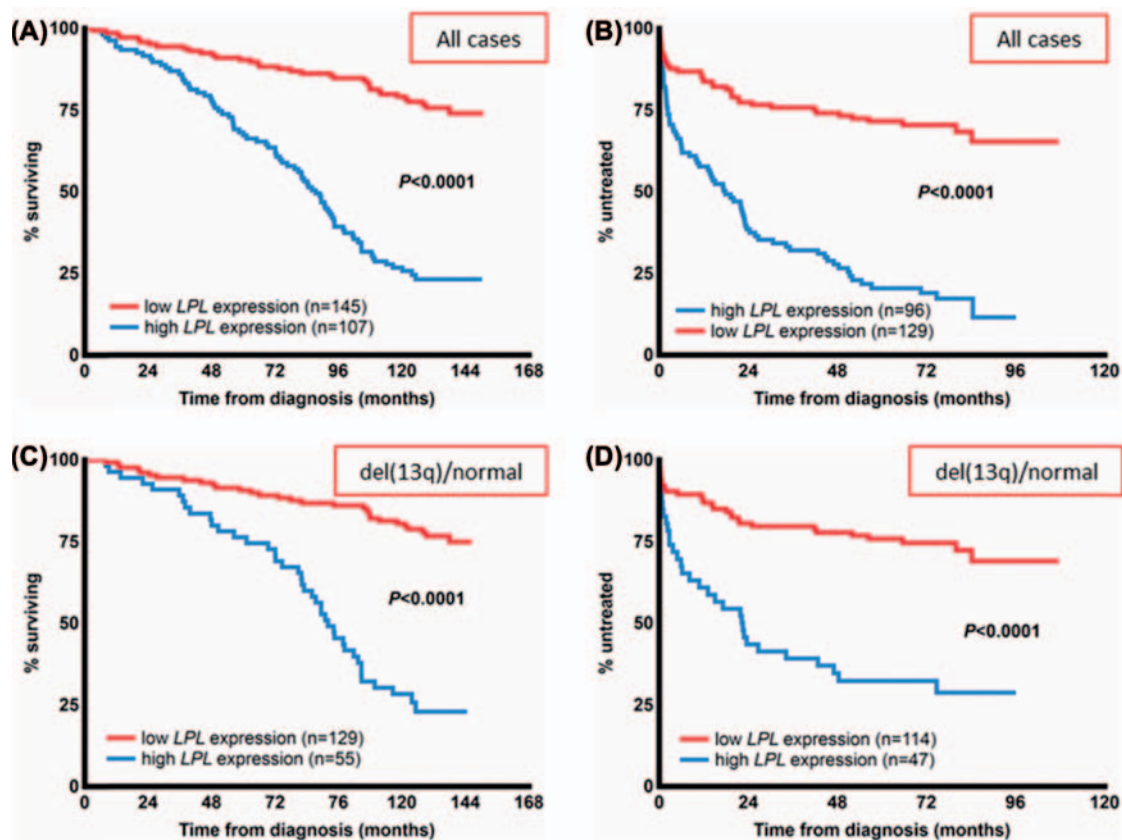 (A)
All cases
100
75
50
25
0
% surviving
P<0.0001
low LPL expression (n=145)
high LPL expression (n=107)
0 24 48 72 96 120 144 168
Time from diagnosis (months)
(B)
All cases
100
75
50
25
0
% untreated
P<0.0001
high LPL expression (n=96)
low LPL expression (n=129)
0 24 48 72 96 120
Time from diagnosis (months)
(C)
del(13q)/normal
100
75
50
25
0
% surviving
P<0.0001
low LPL expression (n=129)
high LPL expression (n=55)
0 24 48 72 76 120 144 168
Time from diagnosis (months)
(D)
del(13q)/normal
100
75
50
25
0
% untreated
P<0.0001
low LPL expression (n=114)
high LPL expression (n=47)
0 24 48 72 96 120
Time from diagnosis (months)